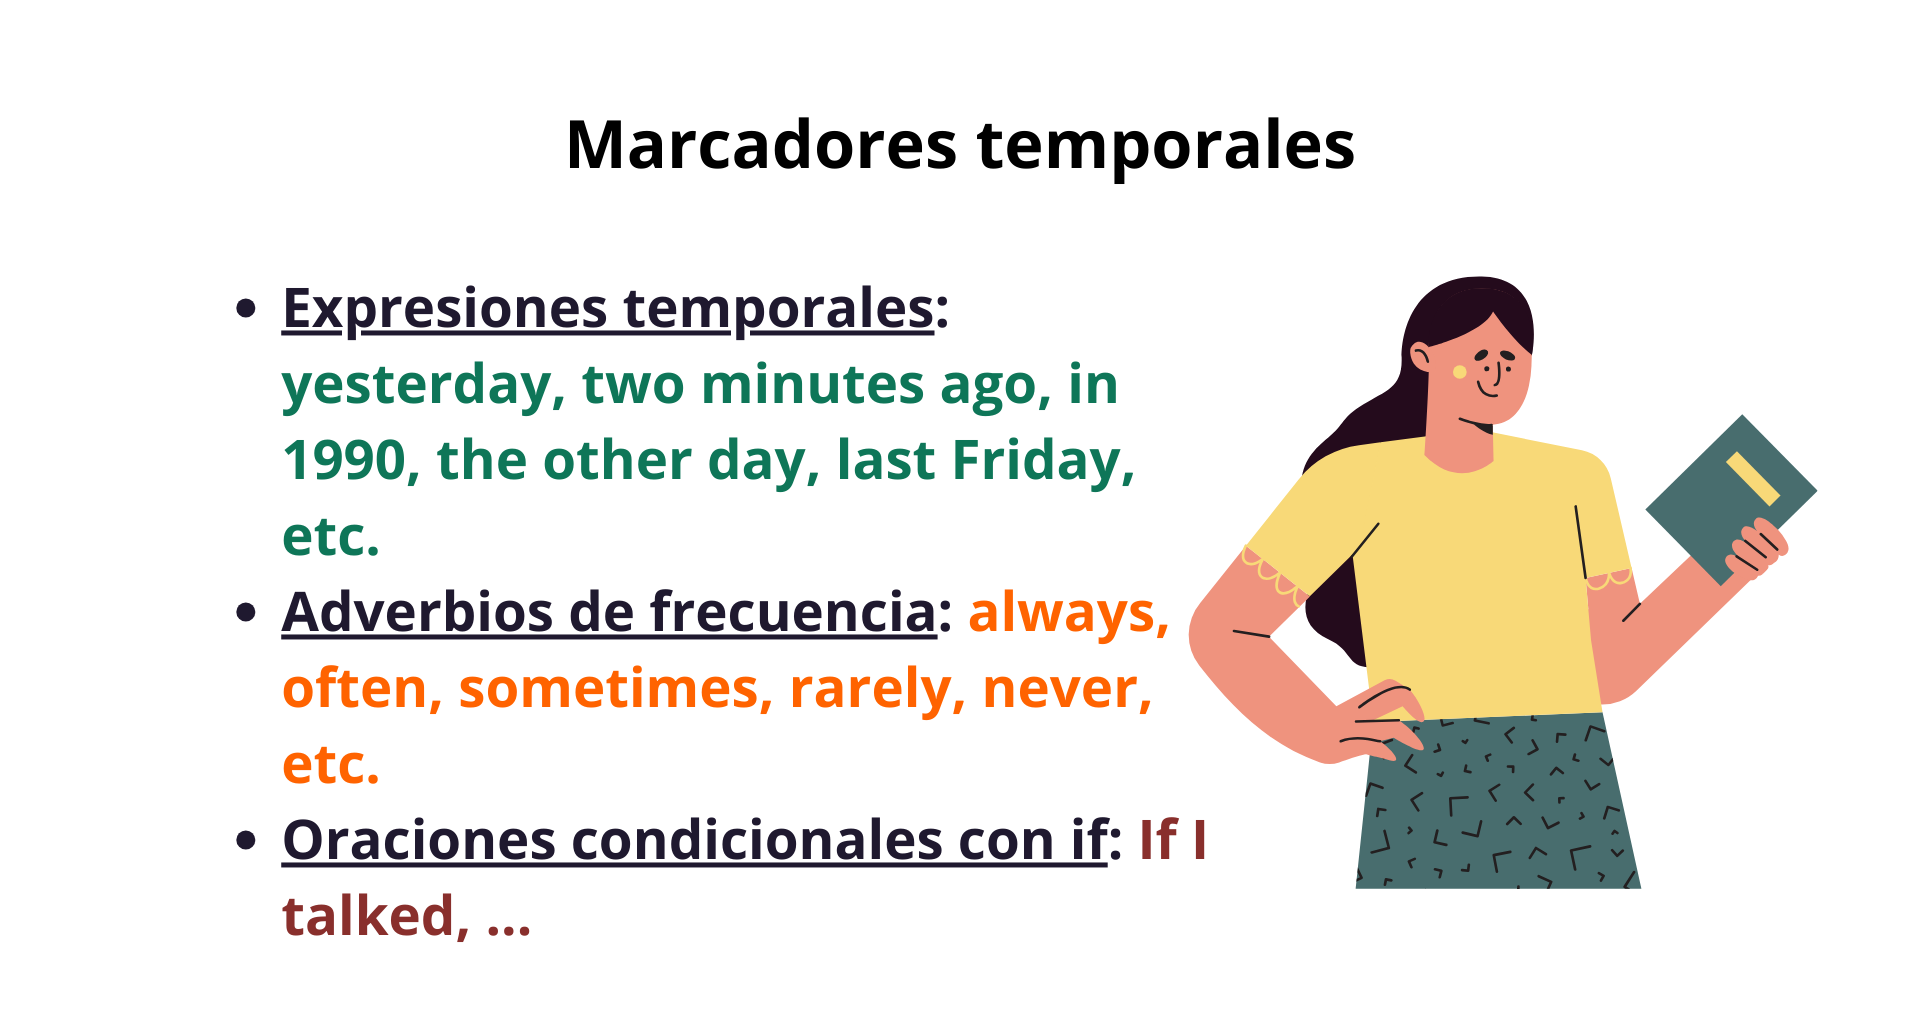 Marcadores temporales
• Expresiones temporales:
yesterday, two minutes ago, in
1990, the other day, last Friday,
etc.
• Adverbios de frecuencia: always,
often, sometimes, rarely, never,
etc.
• Oraciones condicionales con if: If I
talked, ...